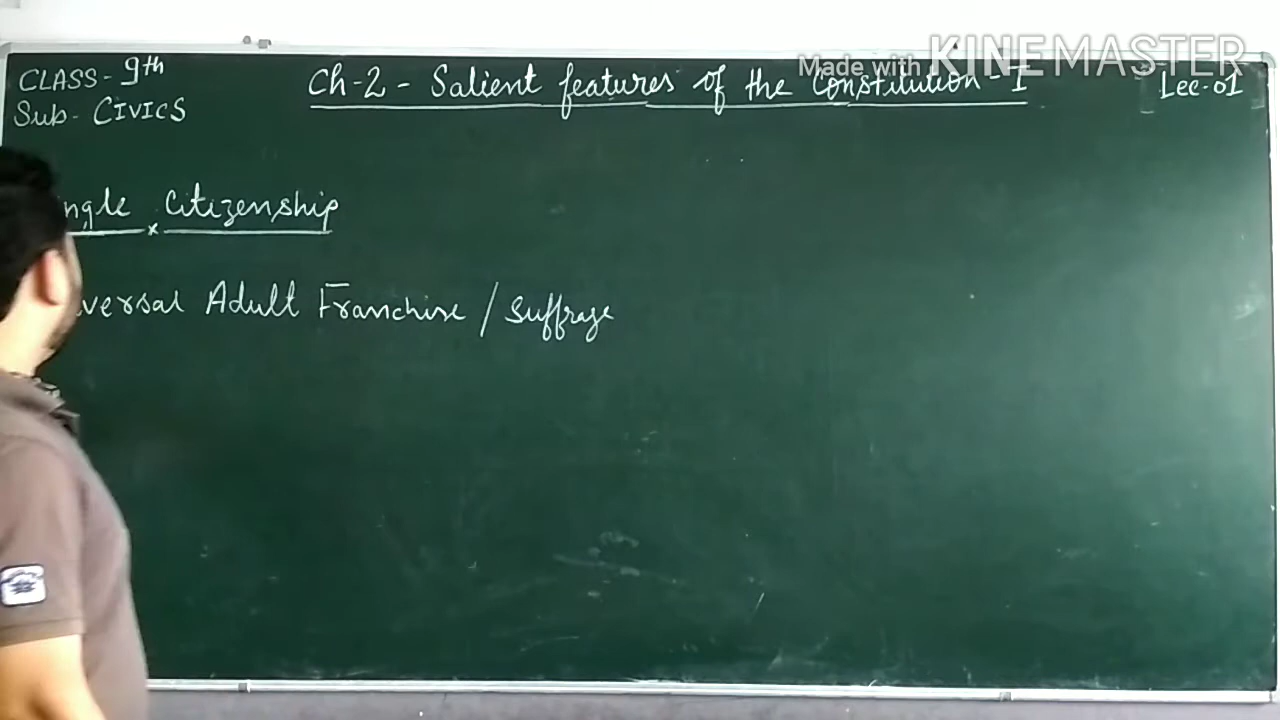 CLASS- 9th
Sub- CIVICS
Ch-2 - Salient features of the Constitution - I
Lec-01
Made with KINEMASTER
ngle Citizenship
versal Adult Franchise / Suffrage